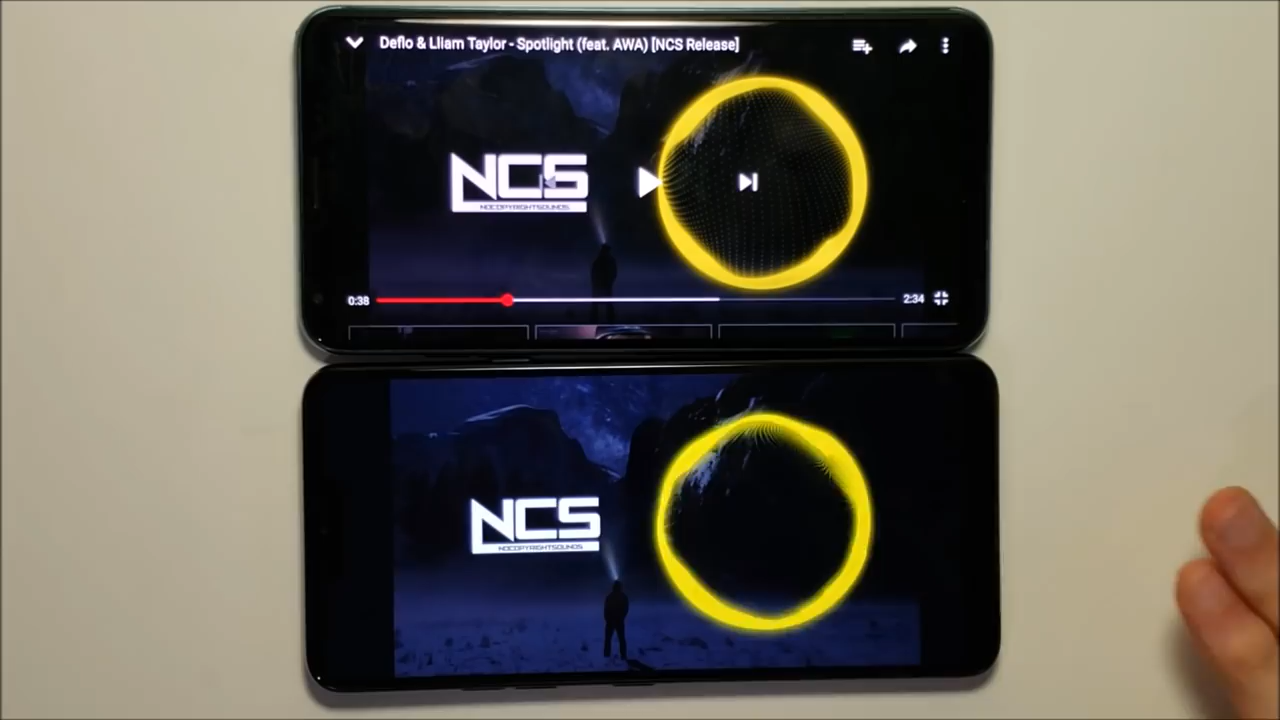 Deflo & Lliam Taylor - Spotlight (feat. AWA) [NCS Release]
NCS
NOCOPYRIGHTSOUNDS
0:38
2:34
NCS
NOCOPYRIGHTSOUNDS